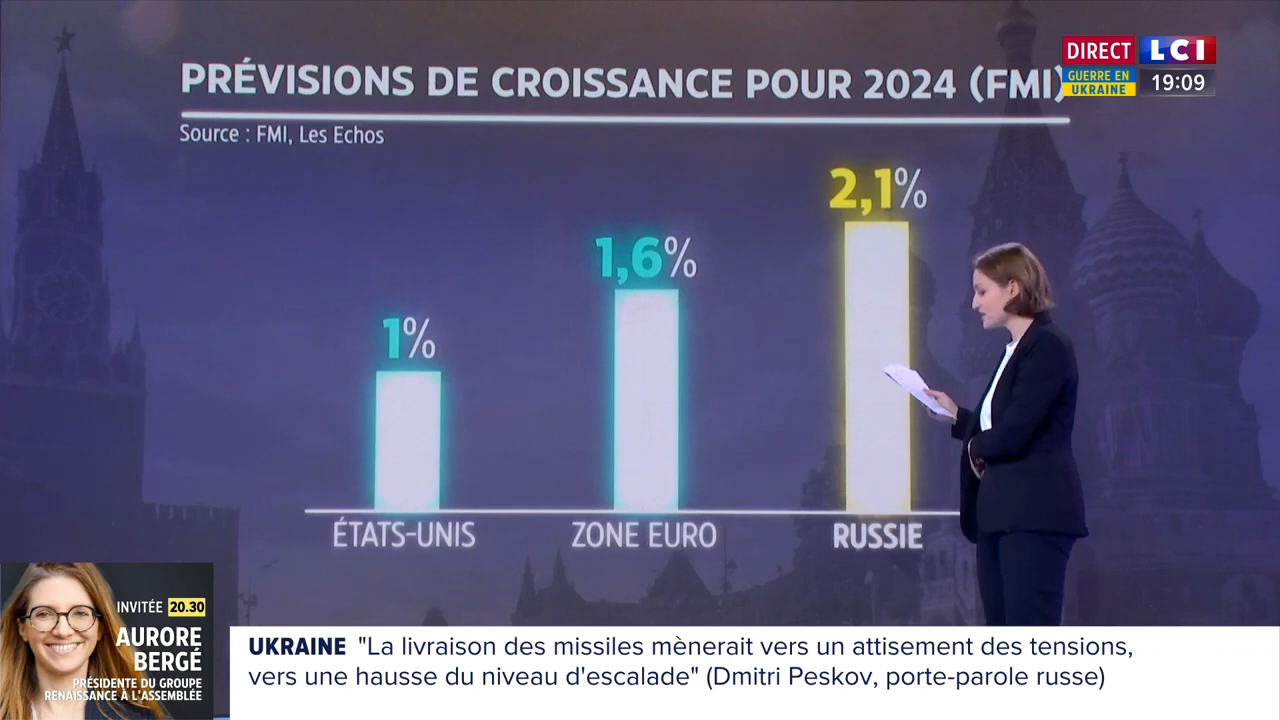 PRÉVISIONS DE CROISSANCE POUR 2024 (FMI)
Source : FMI, Les Echos
DIRECT LCI
GUERRE EN
UKRAINE
19:09
2,1%
1,6%
1%
ÉTATS-UNIS
ZONE EURO
RUSSIE
INVITÉE 20.30
AURORE
BERGÉ
PRÉSIDENTE DU GROUPE
RENAISSANCE À L'ASSEMBLÉE
UKRAINE "La livraison des missiles mènerait vers un attisement des tensions,
vers une hausse du niveau d'escalade" (Dmitri Peskov, porte-parole russe)